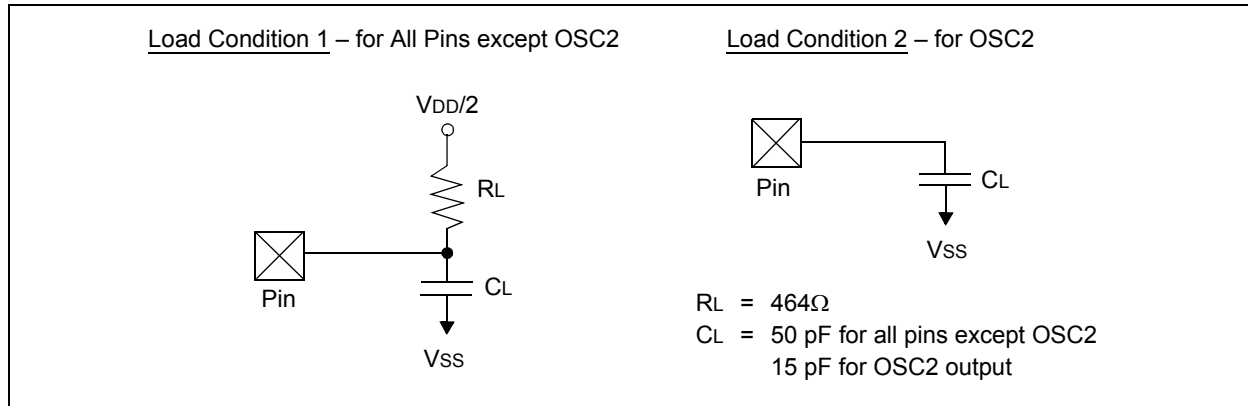 Load Condition 1 – for All Pins except OSC2
VDD/2
RL
Pin
CL
VSS
Load Condition 2 – for OSC2
Pin
CL
VSS
RL = 464Ω
CL = 50 pF for all pins except OSC2
15 pF for OSC2 output